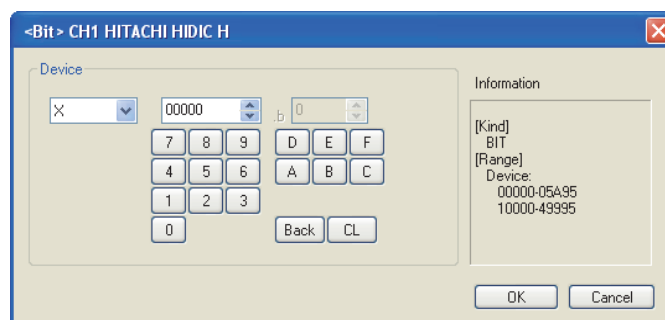 <Bit> CH1 HITACHI HIDIC H
Device
X 00000 .b 0
7 8 9 D E F
4 5 6 A B C
1 2 3
0 Back CL
Information
[Kind]
BIT
[Range]
Device:
00000-05A95
10000-49995
OK Cancel